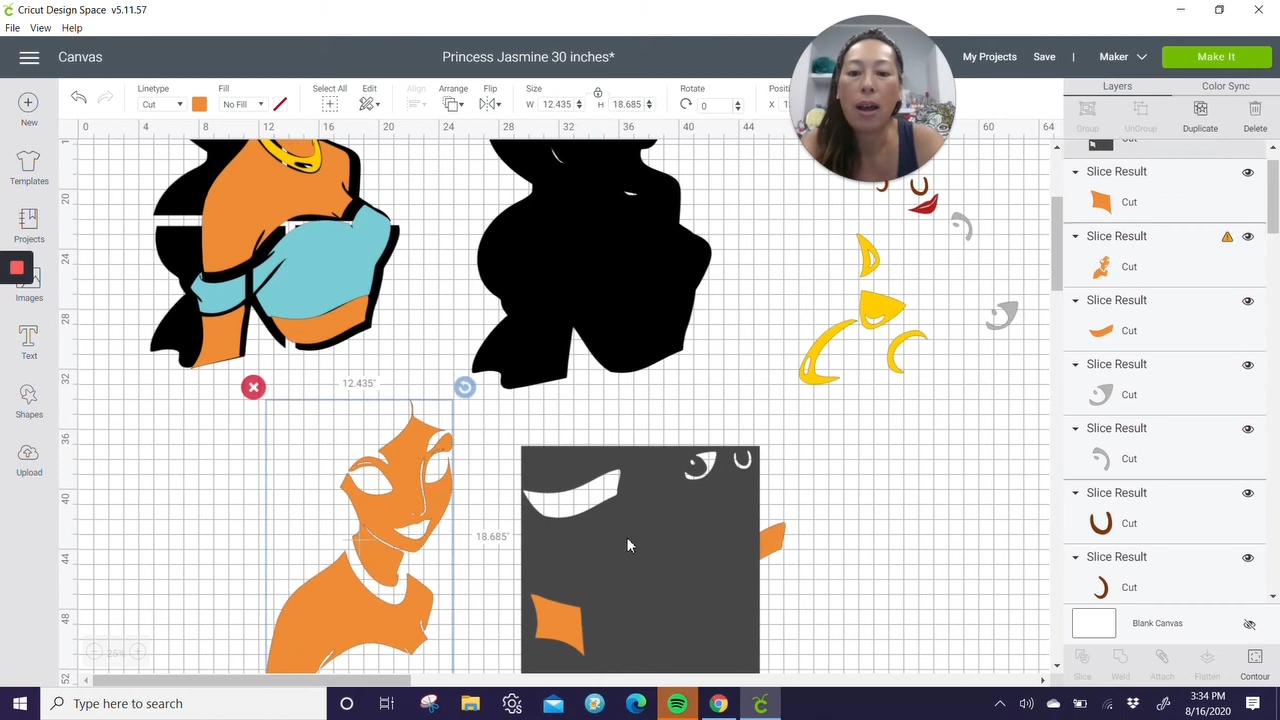 Cricut Design Space v5.11.57
File View Help
Canvas
Princess Jasmine 30 inches*
My Projects Save | Maker Make It
Linetype Fill Select All Edit Align Arrange Flip Size Rotate
Cut No Fill W 12.435 H 18.685 0 X
Layers Color Sync
Group UnGroup Duplicate Delete
New
Templates
Projects
Images
Text
Shapes
Upload
0 4 8 12 16 20 24 28 32 36 40 44 60 64
20
24
28
32
36
40
44
48
52
12.435"
18.685"
25%
Cut
Slice Result
Cut
Slice Result
Cut
Slice Result
Cut
Slice Result
Cut
Slice Result
Cut
Slice Result
Cut
Slice Result
Cut
Blank Canvas
Slice Weld Attach Flatten Contour
Type here to search
3:34 PM
8/16/2020